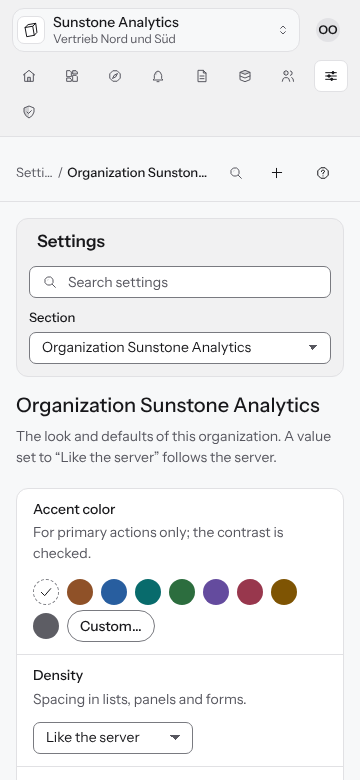 Sunstone Analytics
Vertrieb Nord und Süd
OO
Setti... / Organization Sunston...
Settings
Search settings
Section
Organization Sunstone Analytics
Organization Sunstone Analytics
The look and defaults of this organization. A value
set to “Like the server” follows the server.
Accent color
For primary actions only; the contrast is
checked.
Custom...
Density
Spacing in lists, panels and forms.
Like the server